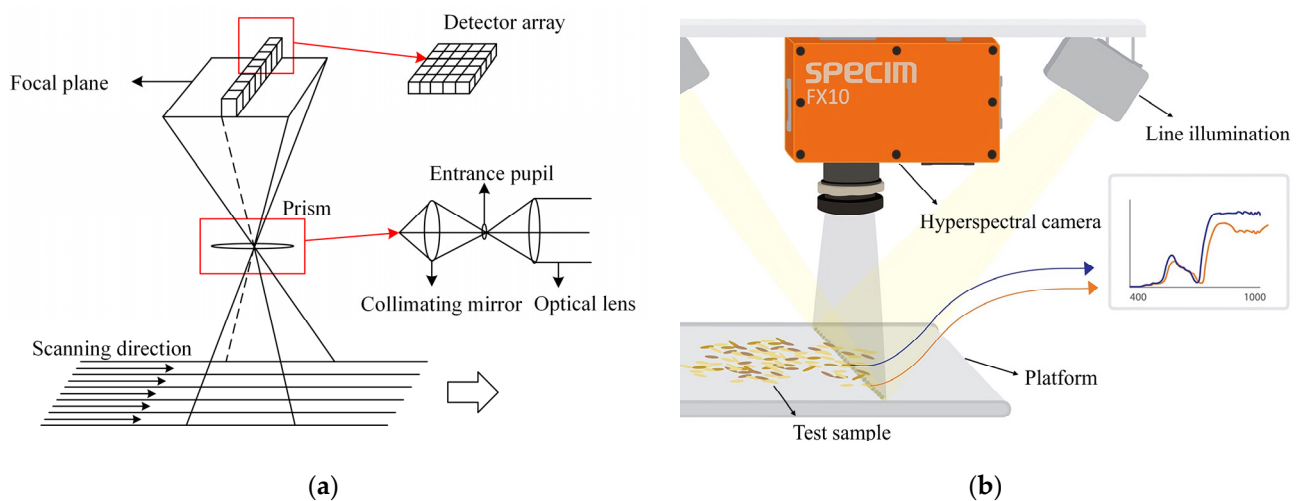 Detector array
Focal plane
Prism
Entrance pupil
Collimating mirror
Optical lens
Scanning direction
(a)
SPECIM
FX10
Line illumination
Hyperspectral camera
400
1000
Platform
Test sample
(b)